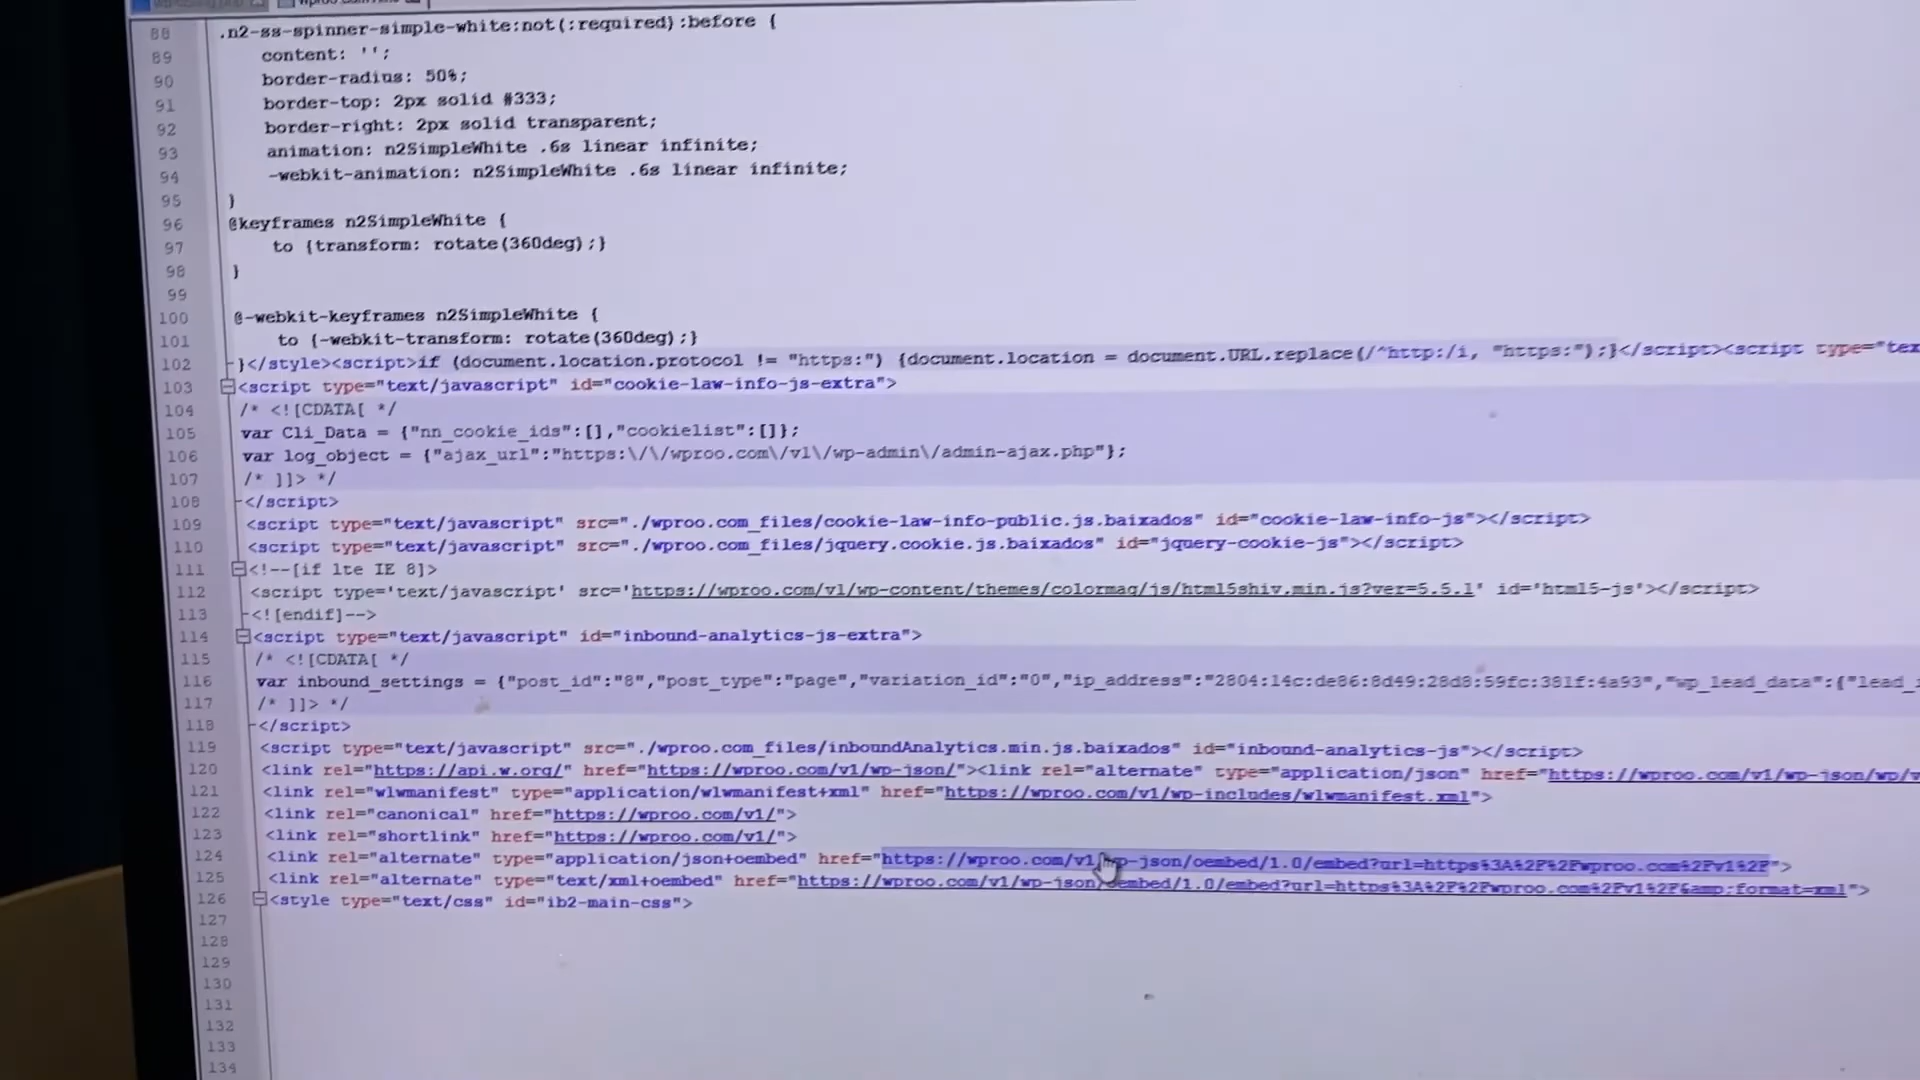 88 .n2-ss-spinner-simple-white:not(:required):before {
89 content: '';
90 border-radius: 50%;
91 border-top: 2px solid #333;
92 border-right: 2px solid transparent;
93 animation: n2SimpleWhite .6s linear infinite;
94 -webkit-animation: n2SimpleWhite .6s linear infinite;
95 }
96 @keyframes n2SimpleWhite {
97 to {transform: rotate(360deg);}
98 }
99
100 @-webkit-keyframes n2SimpleWhite {
101 to {-webkit-transform: rotate(360deg);}
102 }</style><script>if (document.location.protocol != "https:") {document.location = document.URL.replace(/^http:/i, "https:");}</script><script type="tex
103 <script type="text/javascript" id="cookie-law-info-js-extra">
104 /* <![CDATA[ */
105 var Cli_Data = {"nn_cookie_ids":[],"cookielist":[]};
106 var log_object = {"ajax_url":"https:\/\/wproo.com\/v1\/wp-admin\/admin-ajax.php"};
107 /* ]]> */
108 </script>
109 <script type="text/javascript" src="./wproo.com_files/cookie-law-info-public.js.baixados" id="cookie-law-info-js"></script>
110 <script type="text/javascript" src="./wproo.com_files/jquery.cookie.js.baixados" id="jquery-cookie-js"></script>
111 <!--[if lte IE 8]>
112 <script type='text/javascript' src='https://wproo.com/v1/wp-content/themes/colormag/js/html5shiv.min.js?ver=5.5.1' id='html5-js'></script>
113 <![endif]-->
114 <script type="text/javascript" id="inbound-analytics-js-extra">
115 /* <![CDATA[ */
116 var inbound_settings = {"post_id":"8","post_type":"page","variation_id":"0","ip_address":"2804:14c:de86:8d49:28d8:59fc:381f:4a93","wp_lead_data":{"lead_
117 /* ]]> */
118 </script>
119 <script type="text/javascript" src="./wproo.com_files/inboundAnalytics.min.js.baixados" id="inbound-analytics-js"></script>
120 <link rel="https://api.w.org/" href="https://wproo.com/v1/wp-json/"><link rel="alternate" type="application/json" href="https://wproo.com/v1/wp-json/wp/v
121 <link rel="wlwmanifest" type="application/wlwmanifest+xml" href="https://wproo.com/v1/wp-includes/wlwmanifest.xml">
122 <link rel="canonical" href="https://wproo.com/v1/">
123 <link rel="shortlink" href="https://wproo.com/v1/">
124 <link rel="alternate" type="application/json+oembed" href="https://wproo.com/v1/wp-json/oembed/1.0/embed?url=https%3A%2F%2Fwproo.com%2Fv1%2F">
125 <link rel="alternate" type="text/xml+oembed" href="https://wproo.com/v1/wp-json/oembed/1.0/embed?url=https%3A%2F%2Fwproo.com%2Fv1%2F&amp;format=xml">
126 <style type="text/css" id="ib2-main-css">
127
128
129
130
131
132
133
134